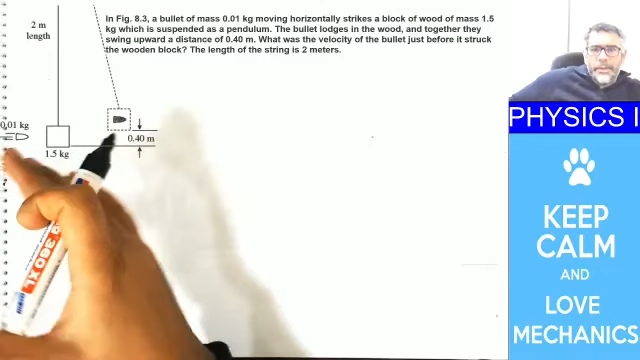 In Fig. 8.3, a bullet of mass 0.01 kg moving horizontally strikes a block of wood of mass 1.5
kg which is suspended as a pendulum. The bullet lodges in the wood, and together they
swing upward a distance of 0.40 m. What was the velocity of the bullet just before it struck
the wooden block? The length of the string is 2 meters.
2 m
length
0.01 kg
0.40 m
1.5 kg
PHYSICS I
KEEP
CALM
AND
LOVE
MECHANICS